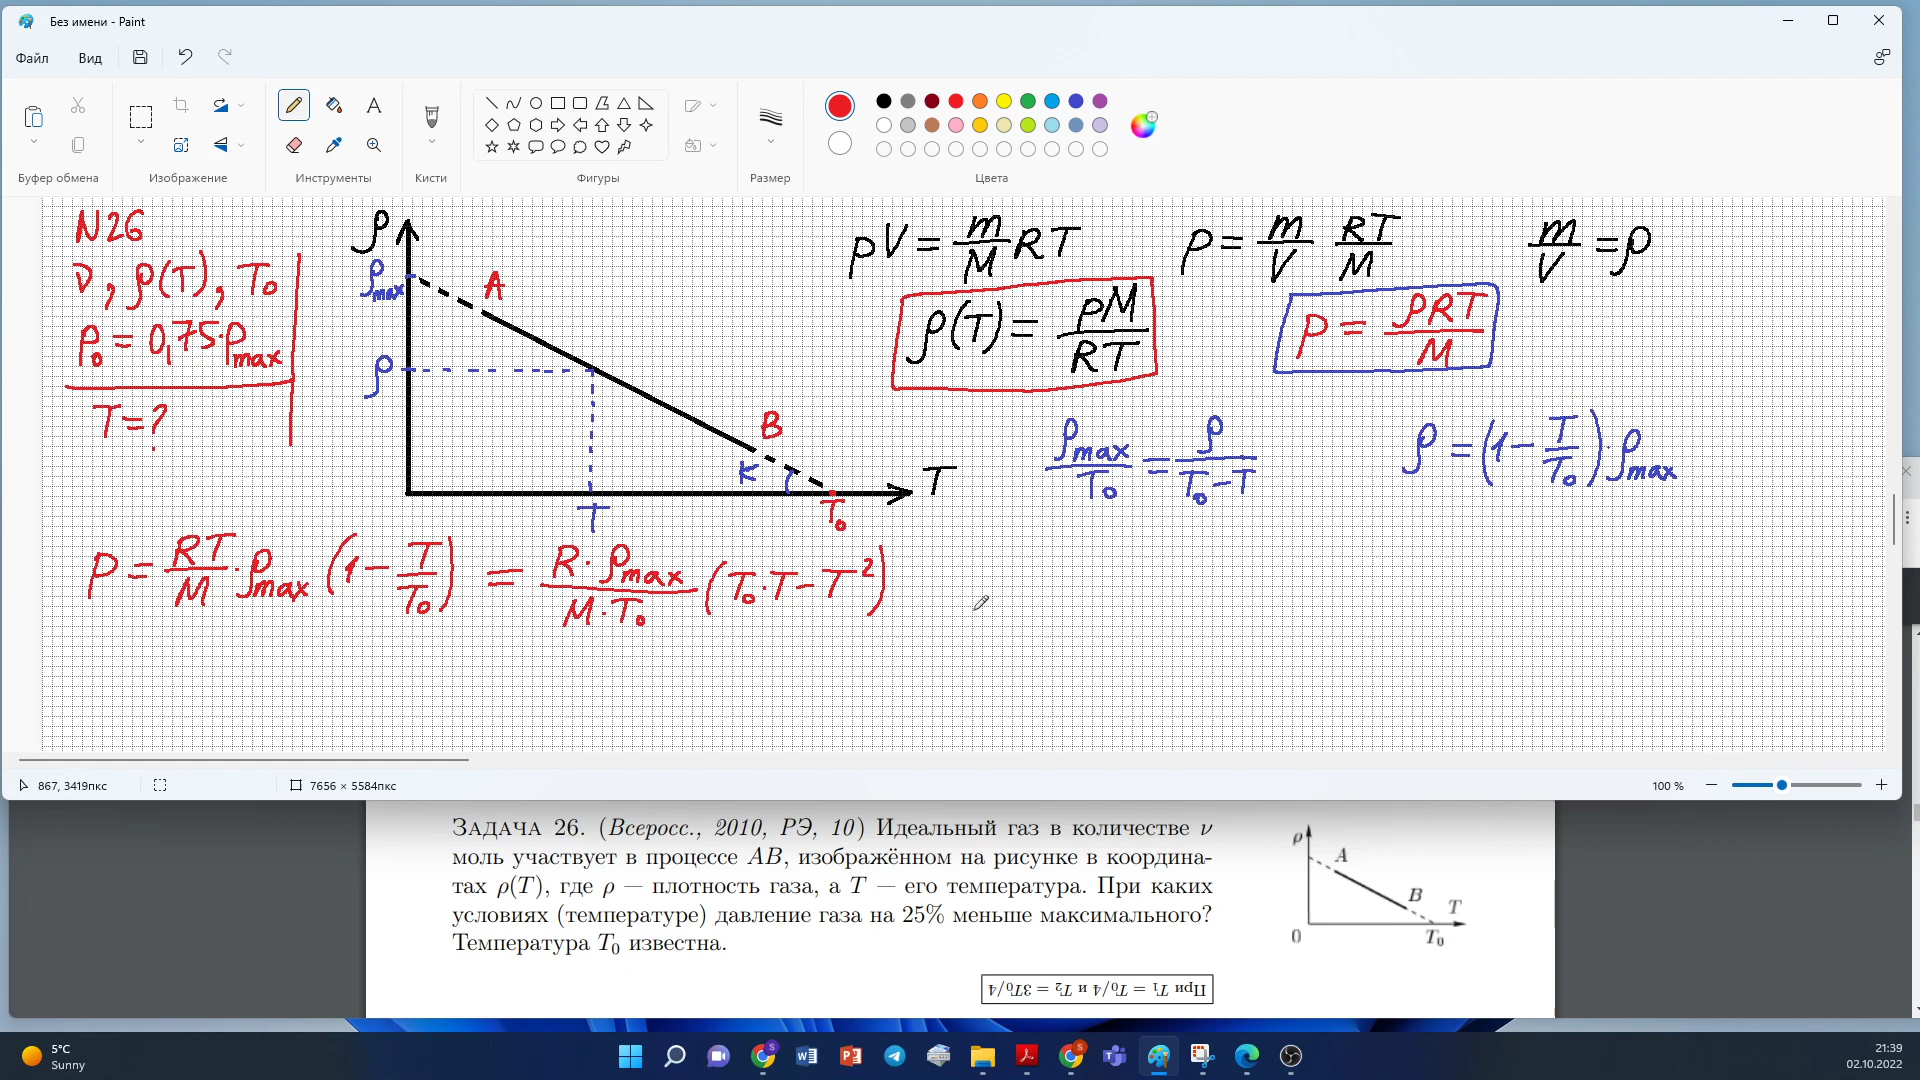 Без имени - Paint
Файл Вид
Буфер обмена Изображение Инструменты Кисти Фигуры Размер Цвета
N26
ν, ρ(T), T₀
p₀ = 0,75·p_max
T = ?
ρ
ρ_max
A
ρ
B
K
T
T
T₀
pV = m/M RT
p = m/V RT/M
m/V = ρ
ρ(T) = pM/RT
P = ρRT/M
ρ_max/T₀ = ρ/(T₀-T)
ρ = (1 - T/T₀)·ρ_max
P = RT/M · ρ_max (1 - T/T₀) = R·ρ_max/(M·T₀) (T₀·T - T²)
867, 3419пкс
7656 × 5584пкс
100 %
Задача 26. (Всеросс., 2010, РЭ, 10) Идеальный газ в количестве ν
моль участвует в процессе AB, изображённом на рисунке в координа-
тах ρ(T), где ρ — плотность газа, а T — его температура. При каких
условиях (температуре) давление газа на 25% меньше максимального?
Температура T₀ известна.
При T₁ = T₀/4 и T₂ = 3T₀/4
ρ
A
B
T
0
T₀
5°C
Sunny
21:39
02.10.2022